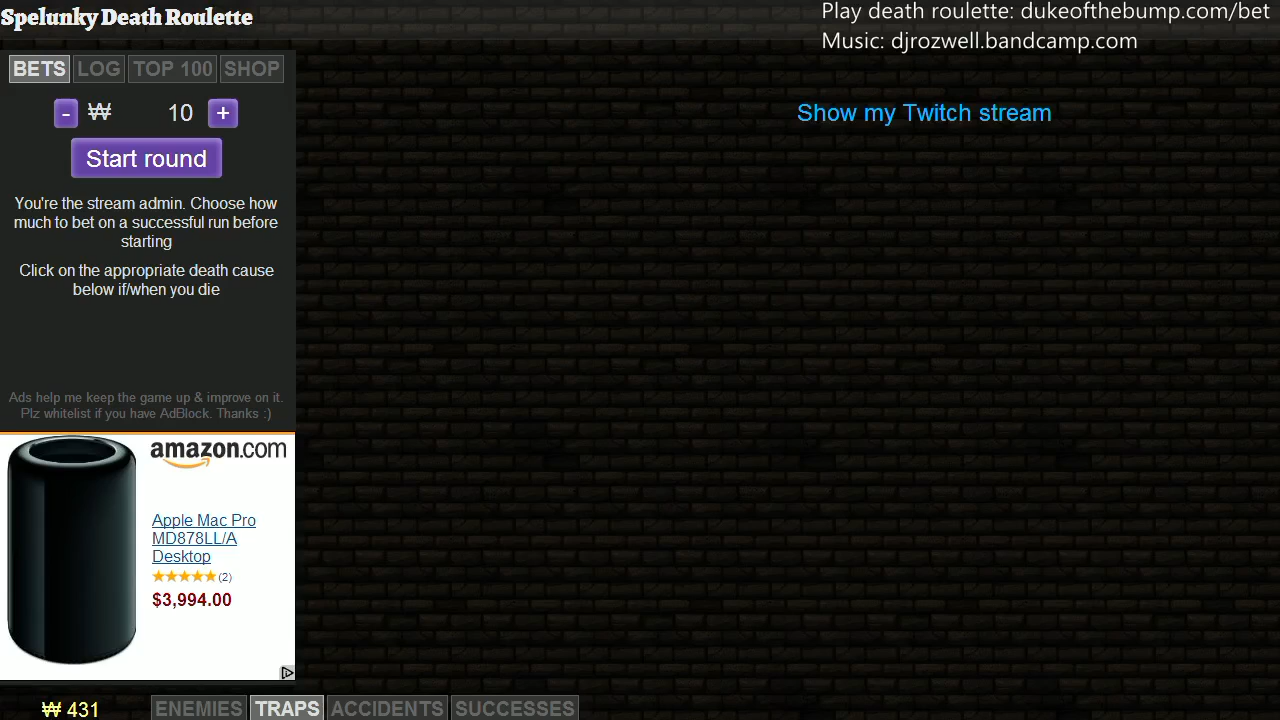 Spelunky Death Roulette
Play death roulette: dukeofthebump.com/bet
Music: djrozwell.bandcamp.com
BETS LOG TOP 100 SHOP
- ₩ 10 +
Start round
Show my Twitch stream
You're the stream admin. Choose how
much to bet on a successful run before
starting
Click on the appropriate death cause
below if/when you die
Ads help me keep the game up & improve on it.
Plz whitelist if you have AdBlock. Thanks :)
amazon.com
Apple Mac Pro
MD878LL/A
Desktop
★★★★★(2)
$3,994.00
₩ 431
ENEMIES TRAPS ACCIDENTS SUCCESSES